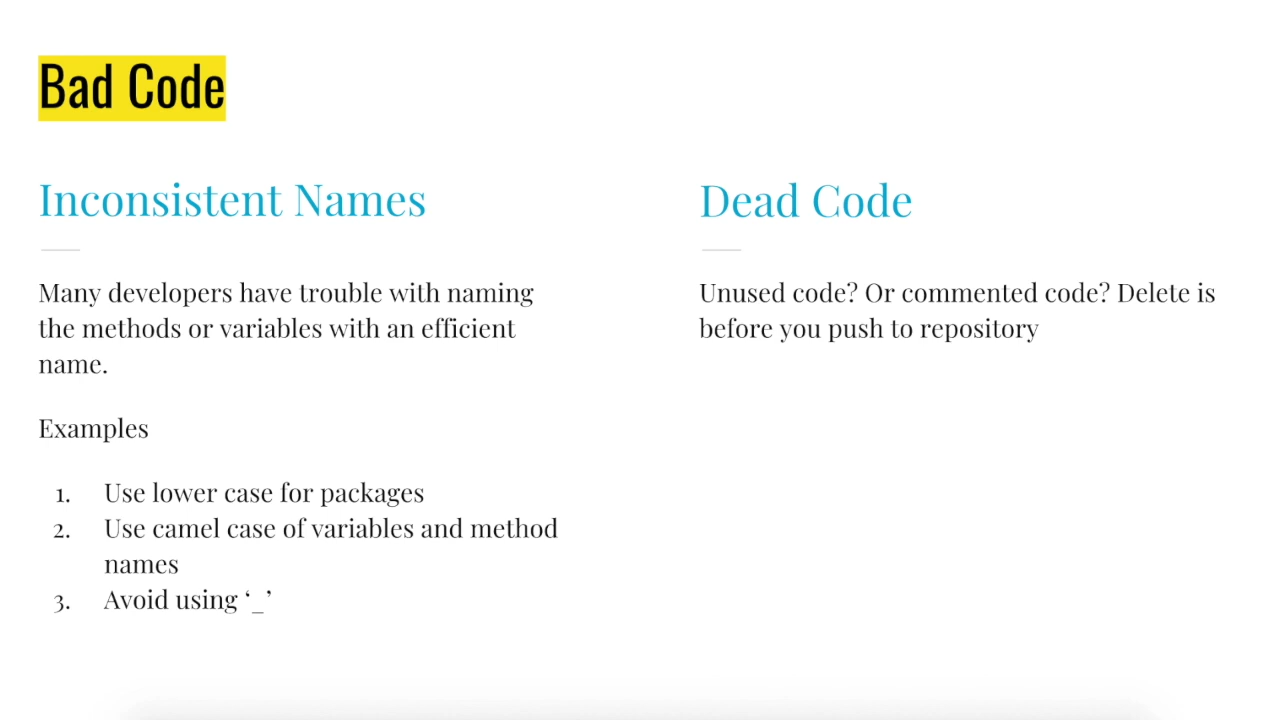 Bad Code
Inconsistent Names
Many developers have trouble with naming
the methods or variables with an efficient
name.
Examples
1. Use lower case for packages
2. Use camel case of variables and method
names
3. Avoid using ‘_’
Dead Code
Unused code? Or commented code? Delete is
before you push to repository